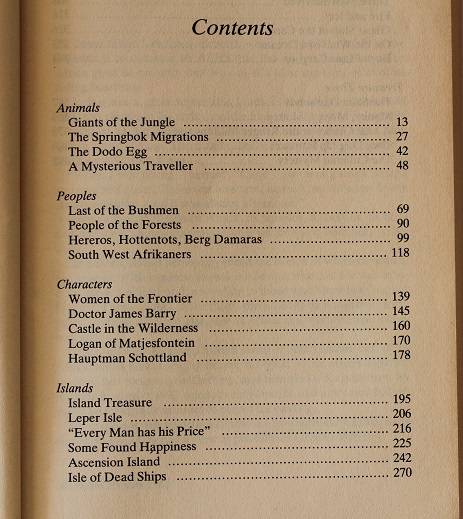 Contents
Animals
Giants of the Jungle ........ 13
The Springbok Migrations ........ 27
The Dodo Egg ........ 42
A Mysterious Traveller ........ 48
Peoples
Last of the Bushmen ........ 69
People of the Forests ........ 90
Hereros, Hottentots, Berg Damaras ........ 99
South West Afrikaners ........ 118
Characters
Women of the Frontier ........ 139
Doctor James Barry ........ 145
Castle in the Wilderness ........ 160
Logan of Matjesfontein ........ 170
Hauptman Schottland ........ 178
Islands
Island Treasure ........ 195
Leper Isle ........ 206
"Every Man has his Price" ........ 216
Some Found Happiness ........ 225
Ascension Island ........ 242
Isle of Dead Ships ........ 270